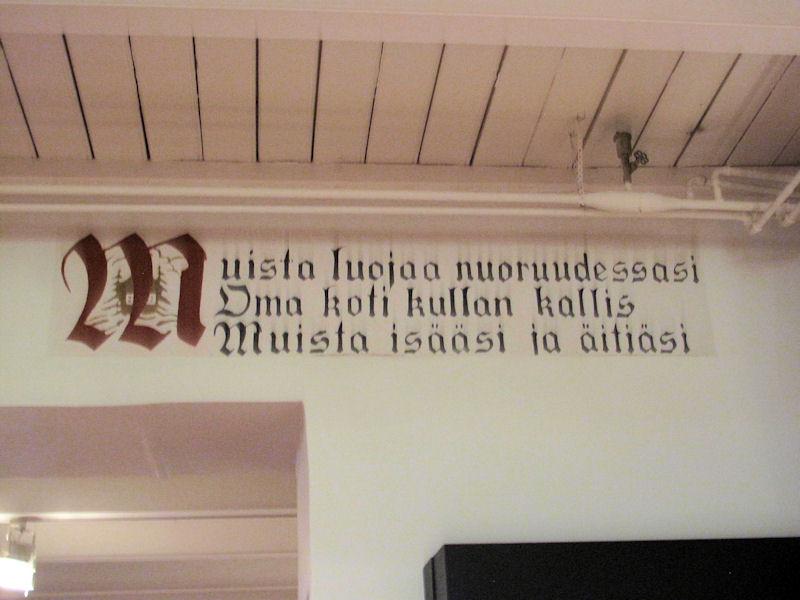 Muista luojaa nuoruudessasi
Oma koti kullan kallis
Muista isääsi ja äitiäsi